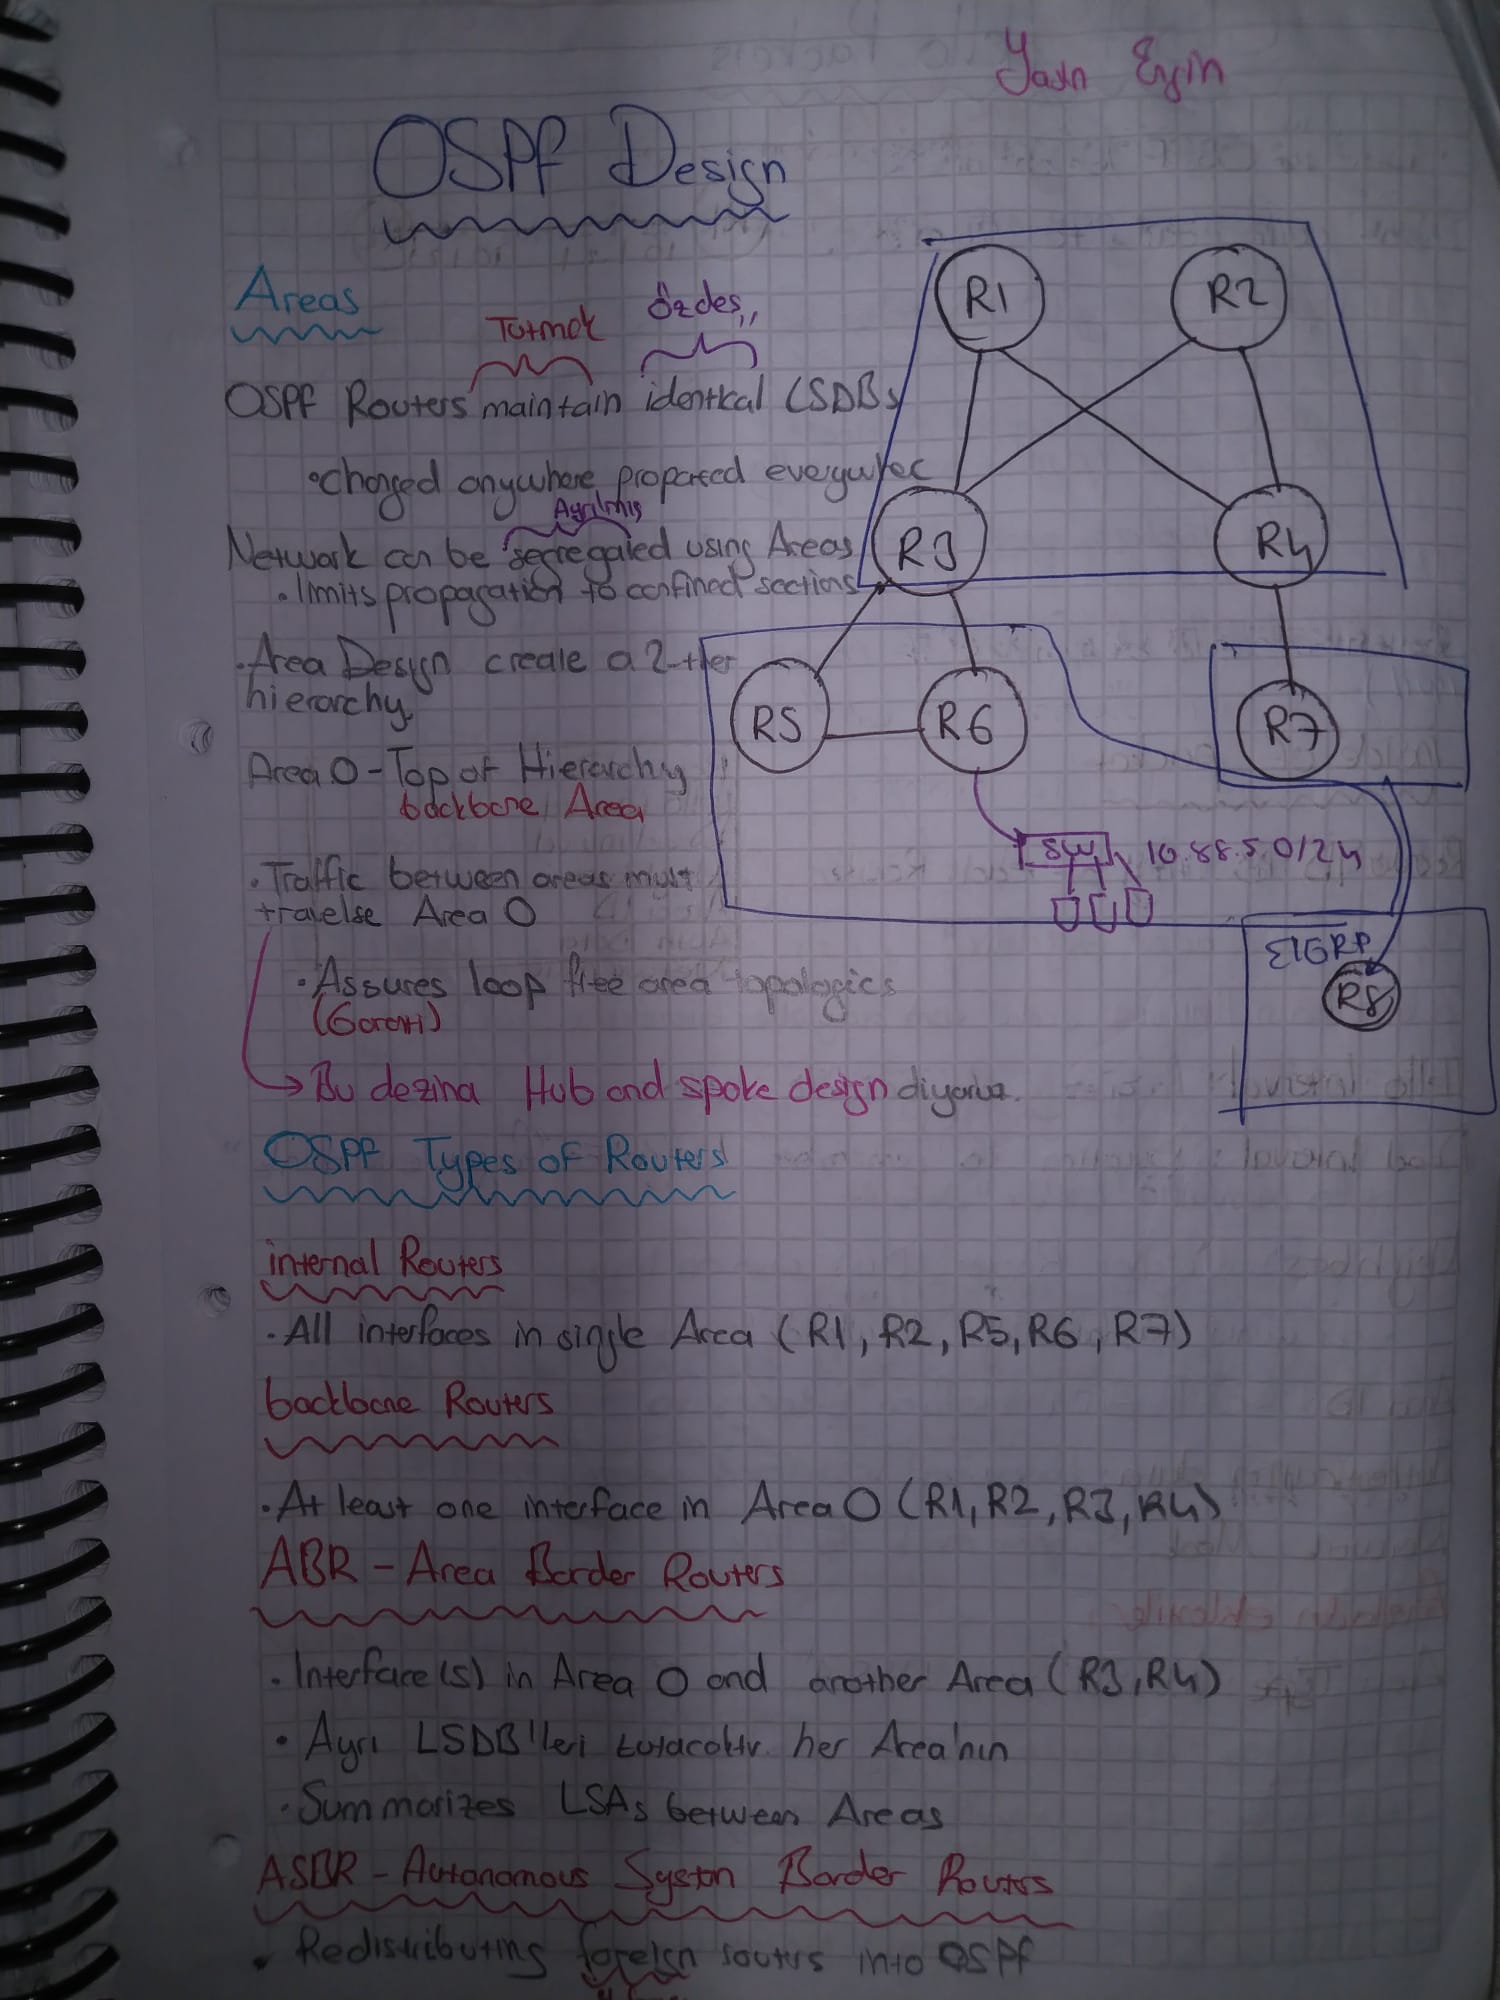 OSPF Design
Areas
Tutmak
Özdeş,,
OSPF Routers maintain identical LSDBs
•Changed anywhere propated everywhec
Ayrılmış
Network can be segregated using Areas
• limits propagation to confined sections
•Area Design create a 2-tier
hierarchy.
Area 0 - Top of Hierarchy
backbone Area
•Traffic between areas must
travelse Area 0
•Assures loop free area topologies
(Garanti)
→ Bu dezina Hub and spoke design diyoruz.
R1
R2
R3
R4
R5
R6
R7
SW
10.88.5.0/24
EIGRP
R8
OSPF Types of Routers
internal Routers
•All interfaces in single Area (R1, R2, R5, R6, R7)
backbone Routers
•At least one interface in Area 0 (R1, R2, R3, R4)
ABR - Area Border Routers
•Interface(s) in Area 0 and another Area (R3, R4)
• Ayrı LSDB'leri tutacaktır her Area'nın
•Summarizes LSAs between Areas
ASBR - Autonomous System Border Routers
• Redistributing foreign routes into OSPF